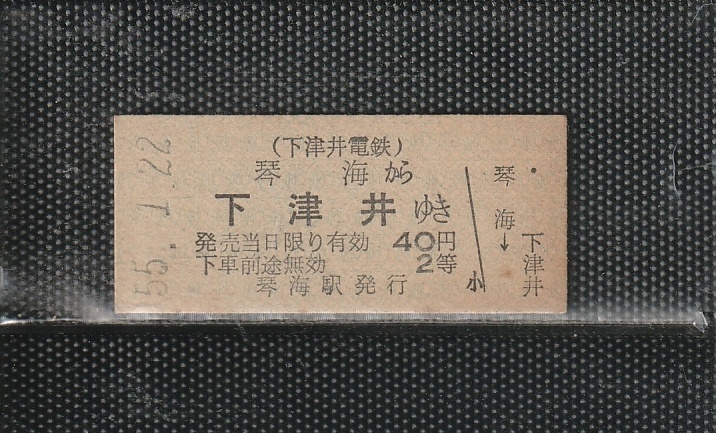 55.1.22
(下津井電鉄)
琴海から
下津井ゆき
発売当日限り有効 40円
下車前途無効 2等
琴海駅発行
小
琴海→下津井